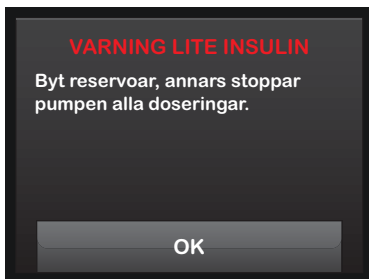 VARNING LITE INSULIN
Byt reservoar, annars stoppar
pumpen alla doseringar.
OK